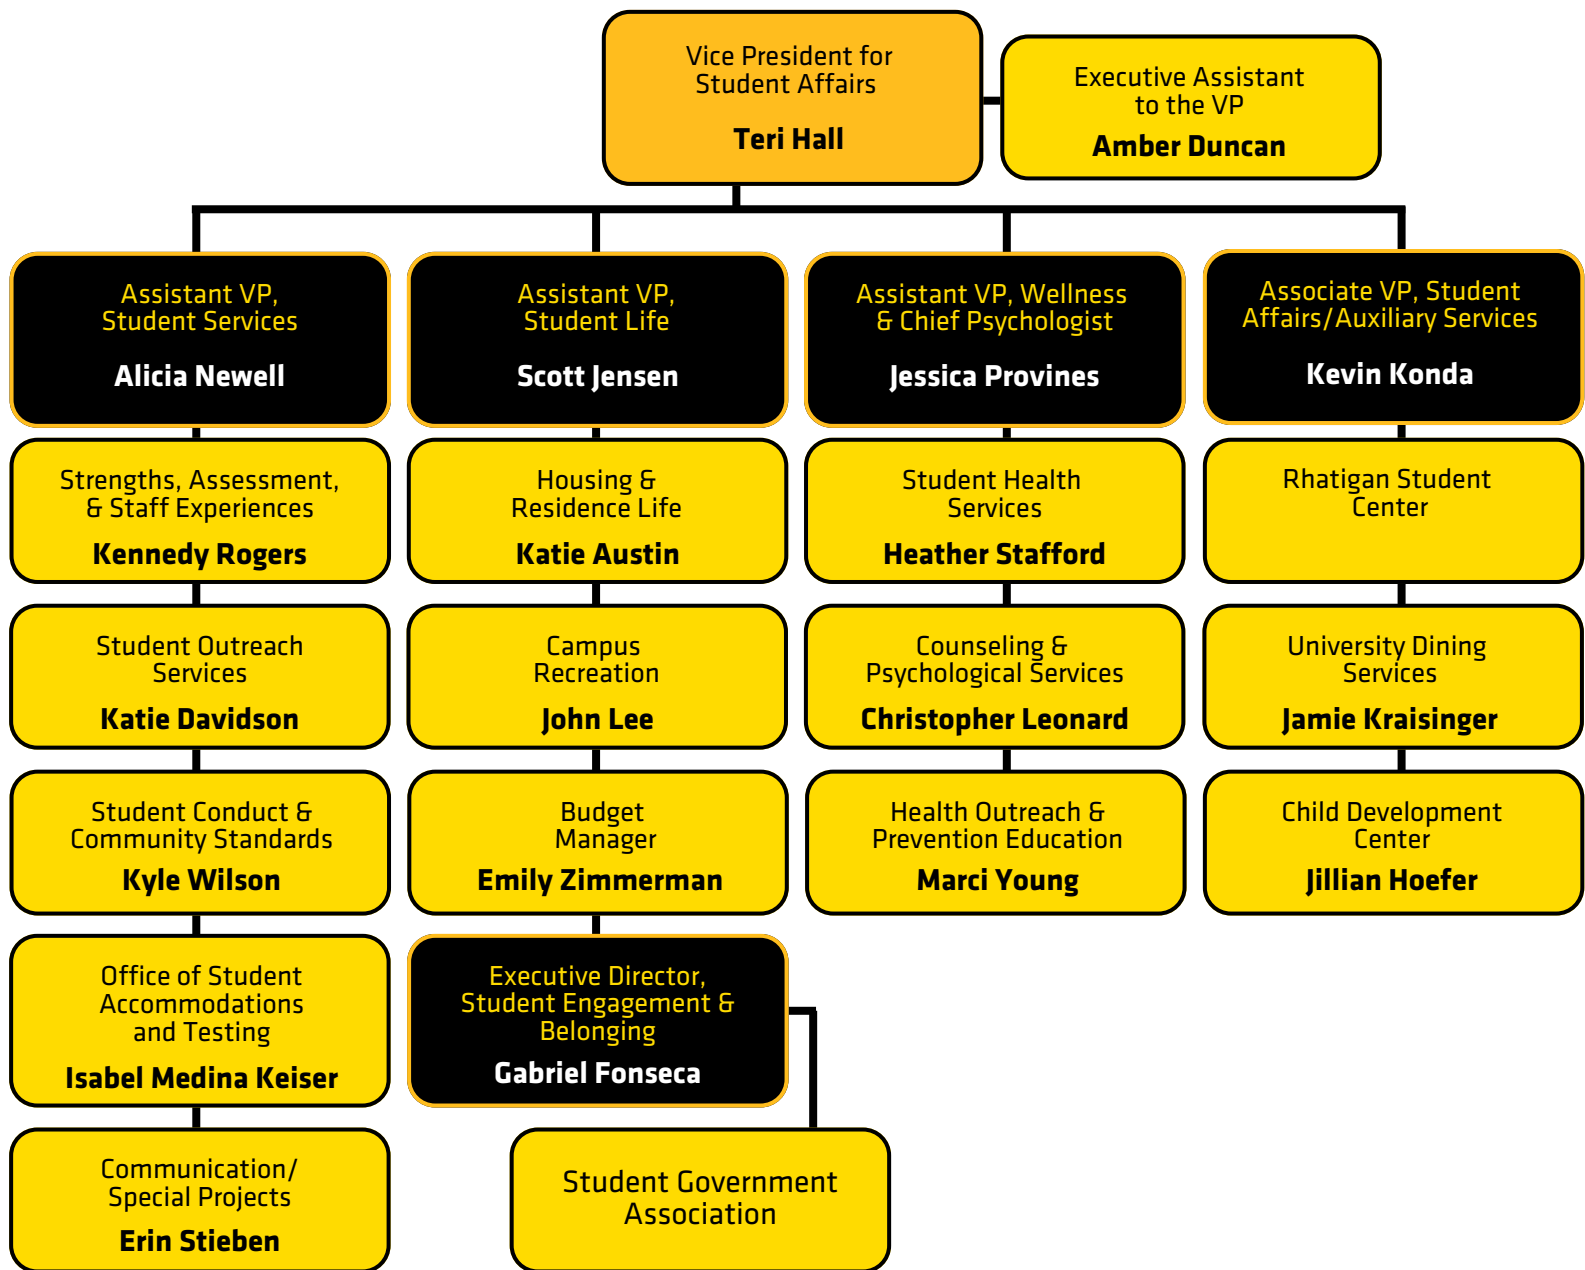 Vice President for
Student Affairs
Teri Hall
Executive Assistant
to the VP
Amber Duncan
Assistant VP,
Student Services
Alicia Newell
Assistant VP,
Student Life
Scott Jensen
Assistant VP, Wellness
& Chief Psychologist
Jessica Provines
Associate VP, Student
Affairs/Auxiliary Services
Kevin Konda
Strengths, Assessment,
& Staff Experiences
Kennedy Rogers
Housing &
Residence Life
Katie Austin
Student Health
Services
Heather Stafford
Rhatigan Student
Center
Student Outreach
Services
Katie Davidson
Campus
Recreation
John Lee
Counseling &
Psychological Services
Christopher Leonard
University Dining
Services
Jamie Kraisinger
Student Conduct &
Community Standards
Kyle Wilson
Budget
Manager
Emily Zimmerman
Health Outreach &
Prevention Education
Marci Young
Child Development
Center
Jillian Hoefer
Office of Student
Accommodations
and Testing
Isabel Medina Keiser
Executive Director,
Student Engagement &
Belonging
Gabriel Fonseca
Communication/
Special Projects
Erin Stieben
Student Government
Association